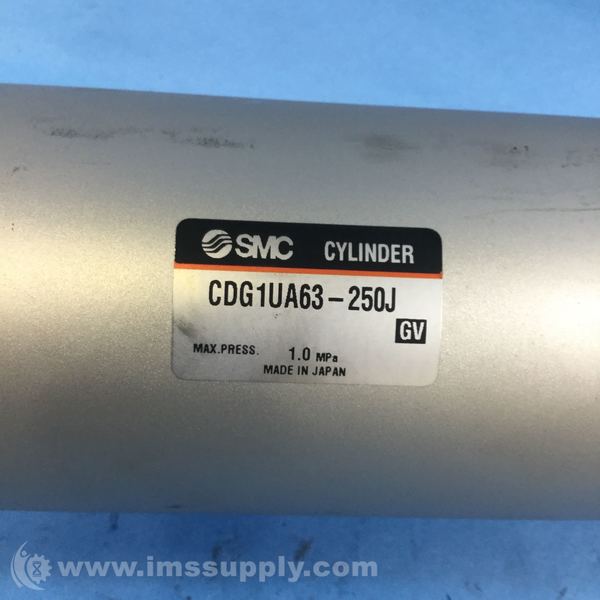 SMC CYLINDER
CDG1UA63-250J
GV
MAX.PRESS. 1.0 MPa
MADE IN JAPAN
www.imssupply.com